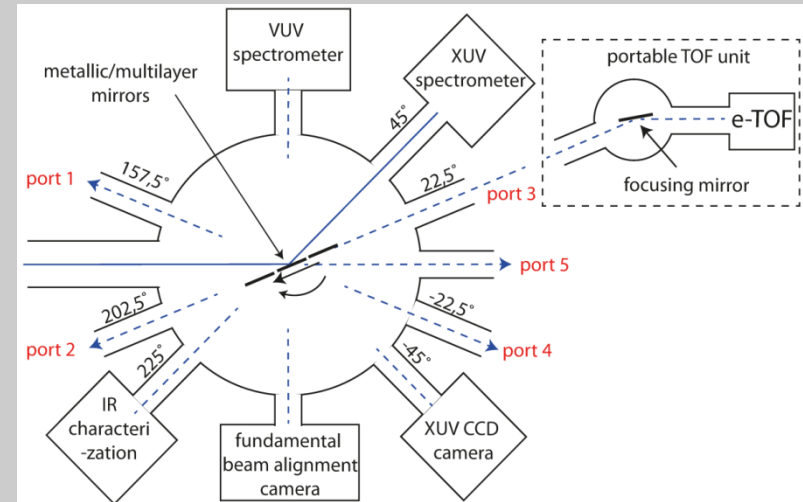 VUV
spectrometer
metallic/multilayer
mirrors
XUV
spectrometer
portable TOF unit
e-TOF
focusing mirror
45°
157,5°
22,5°
port 1
port 3
port 5
202,5°
-22,5°
port 2
port 4
225°
-45°
IR
characteri
-zation
fundamental
beam alignment
camera
XUV CCD
camera